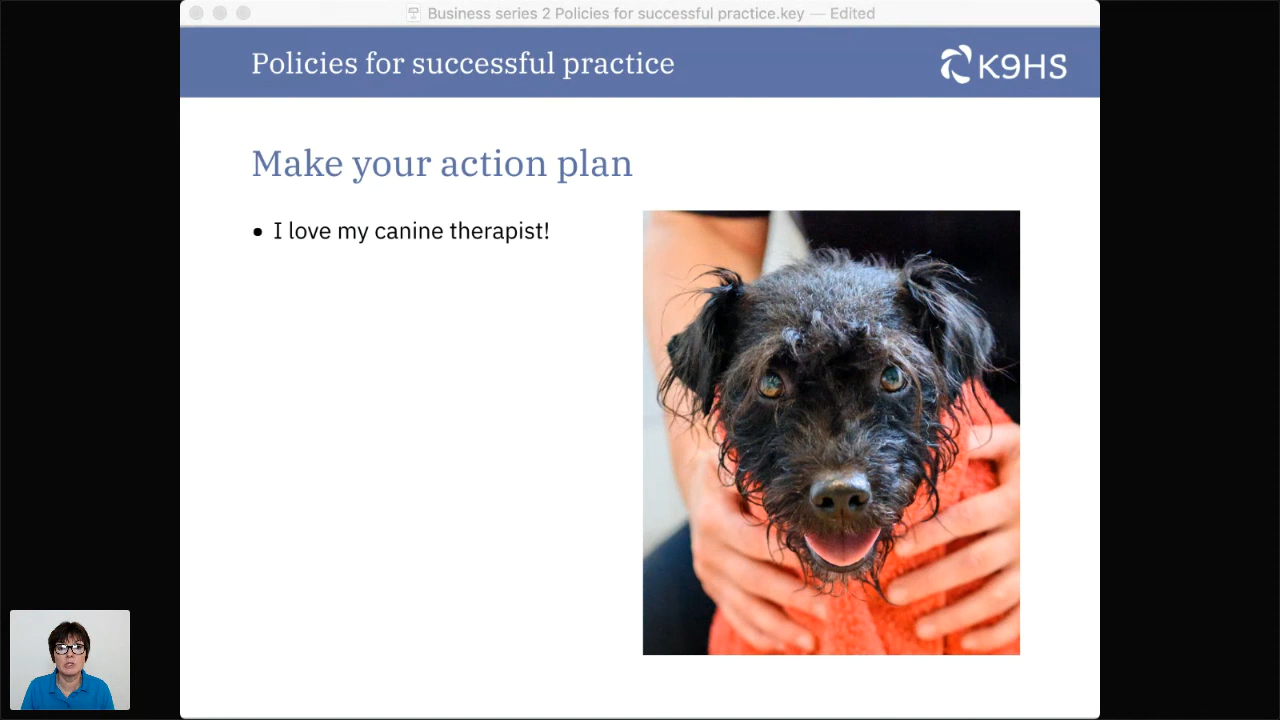 Business series 2 Policies for successful practice.key — Edited
Policies for successful practice
K9HS
Make your action plan
• I love my canine therapist!